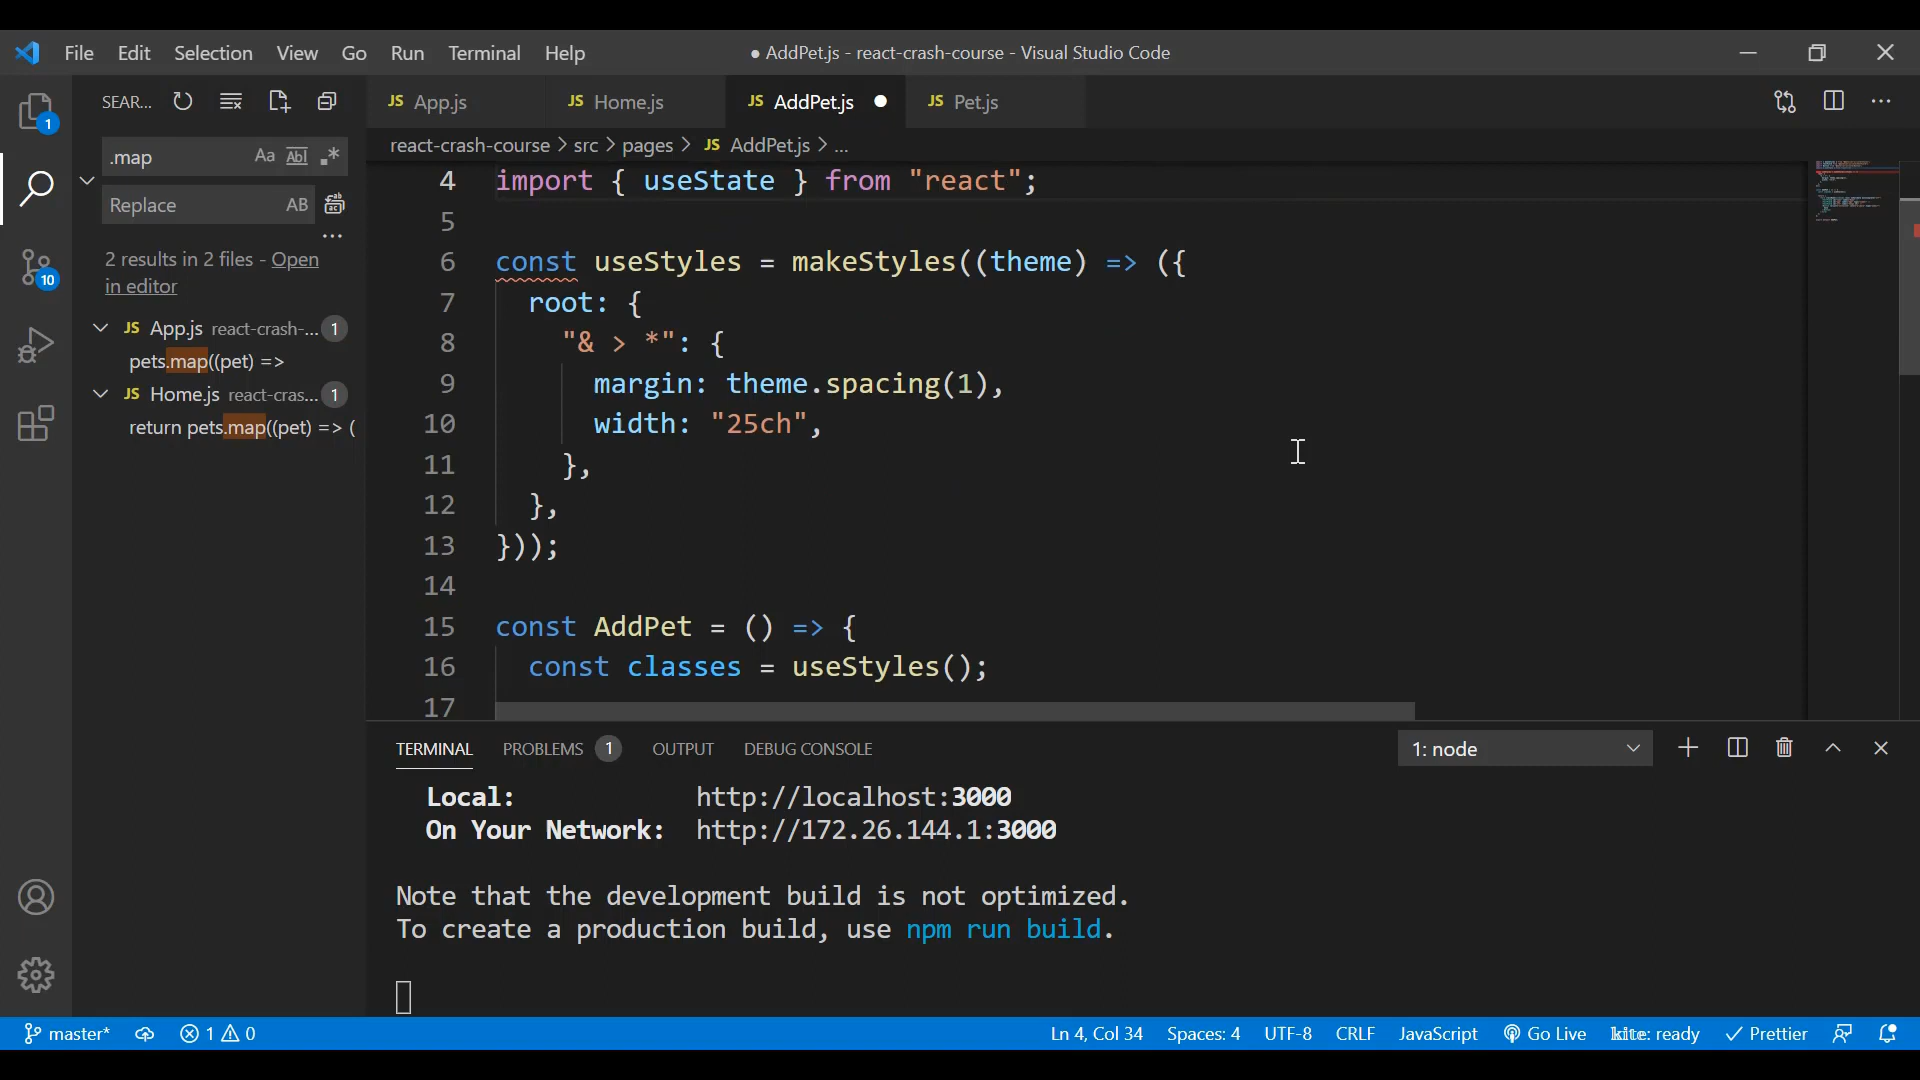 File Edit Selection View Go Run Terminal Help ● AddPet.js - react-crash-course - Visual Studio Code
SEAR...
JS App.js JS Home.js JS AddPet.js ● JS Pet.js
react-crash-course > src > pages > JS AddPet.js > ...
1
.map Aa Abl .*
Replace AB
2 results in 2 files - Open
in editor
JS App.js react-crash-... 1
pets.map((pet) =>
JS Home.js react-cras... 1
return pets.map((pet) => (
10
4 import { useState } from "react";
5
6 const useStyles = makeStyles((theme) => ({
7 root: {
8 "& > *": {
9 margin: theme.spacing(1),
10 width: "25ch",
11 },
12 },
13 }));
14
15 const AddPet = () => {
16 const classes = useStyles();
17
TERMINAL PROBLEMS 1 OUTPUT DEBUG CONSOLE 1: node
Local: http://localhost:3000
On Your Network: http://172.26.144.1:3000
Note that the development build is not optimized.
To create a production build, use npm run build.
master* 1 0 Ln 4, Col 34 Spaces: 4 UTF-8 CRLF JavaScript Go Live kite: ready Prettier